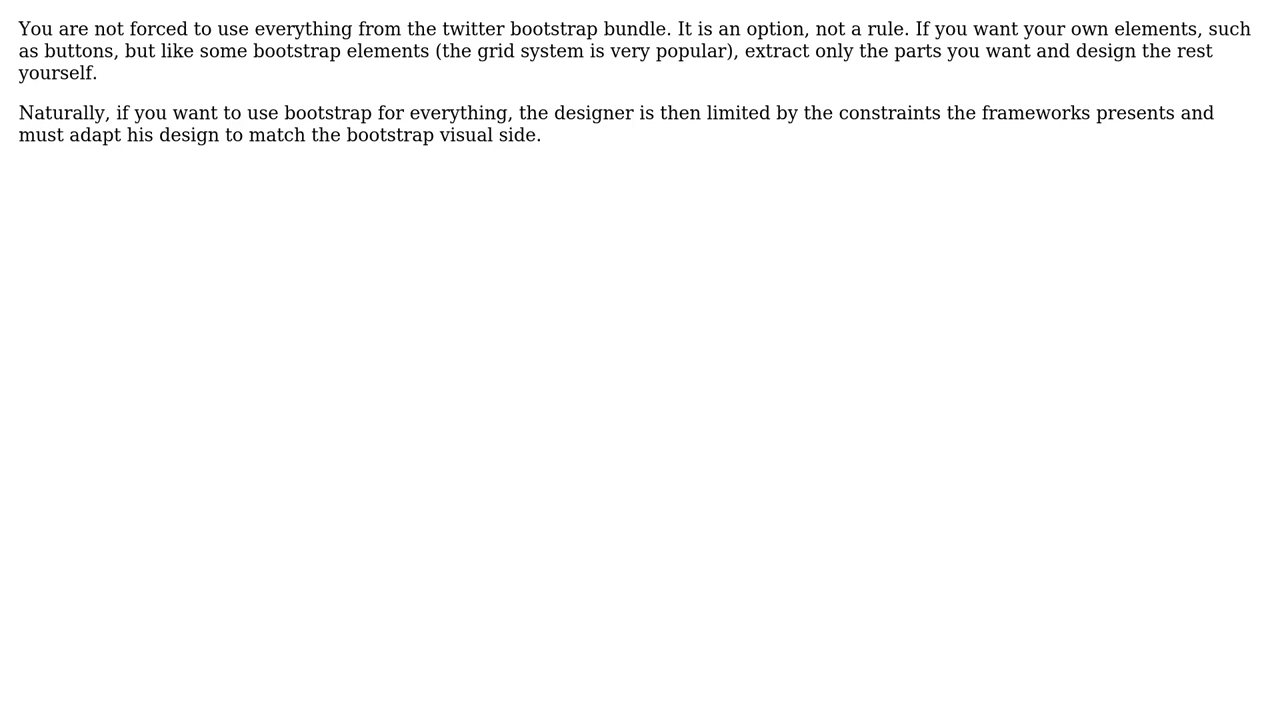 You are not forced to use everything from the twitter bootstrap bundle. It is an option, not a rule. If you want your own elements, such
as buttons, but like some bootstrap elements (the grid system is very popular), extract only the parts you want and design the rest
yourself.
Naturally, if you want to use bootstrap for everything, the designer is then limited by the constraints the frameworks presents and
must adapt his design to match the bootstrap visual side.